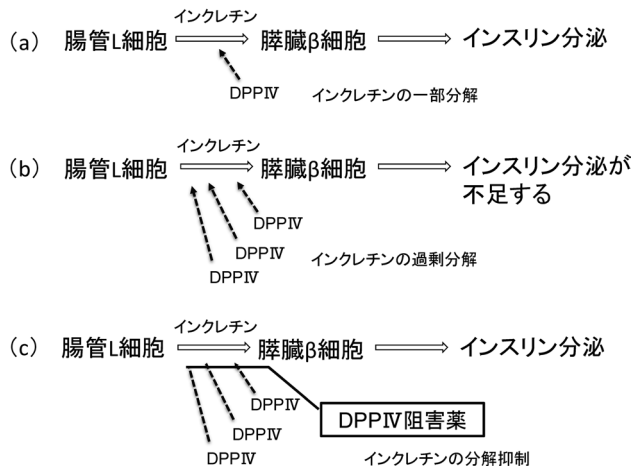 インクレチン
(a) 腸管L細胞 膵臓β細胞 インスリン分泌
DPPⅣ インクレチンの一部分解
インクレチン
(b) 腸管L細胞 膵臓β細胞 インスリン分泌が
不足する
DPPⅣ
DPPⅣ
DPPⅣ
インクレチンの過剰分解
インクレチン
(c) 腸管L細胞 膵臓β細胞 インスリン分泌
DPPⅣ
DPPⅣ
DPPⅣ
DPPⅣ阻害薬
インクレチンの分解抑制